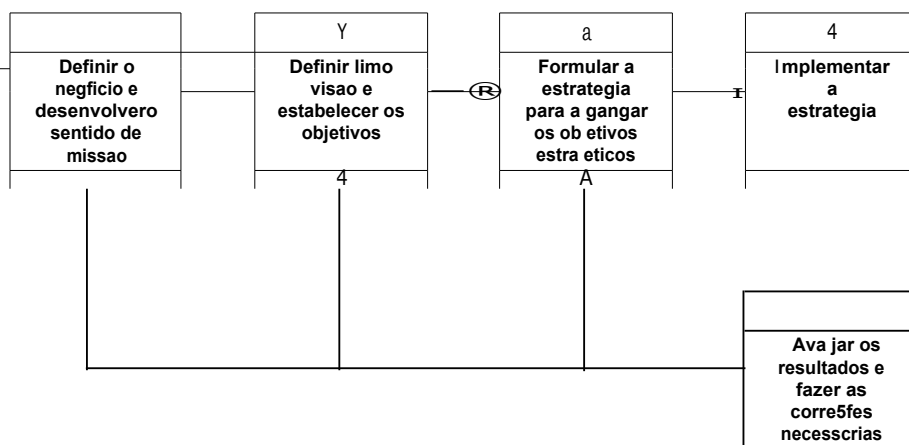 Y
a
4
Definir o
negficio e
desenvolvero
sentido de
missao
Definir limo
visao e
estabelecer os
objetivos
®
Formular a
estrategia
para a gangar
os ob etivos
estra eticos
I
Implementar
a
estrategia
4
A
Ava jar os
resultados e
fazer as
corre5fes
necesscrias